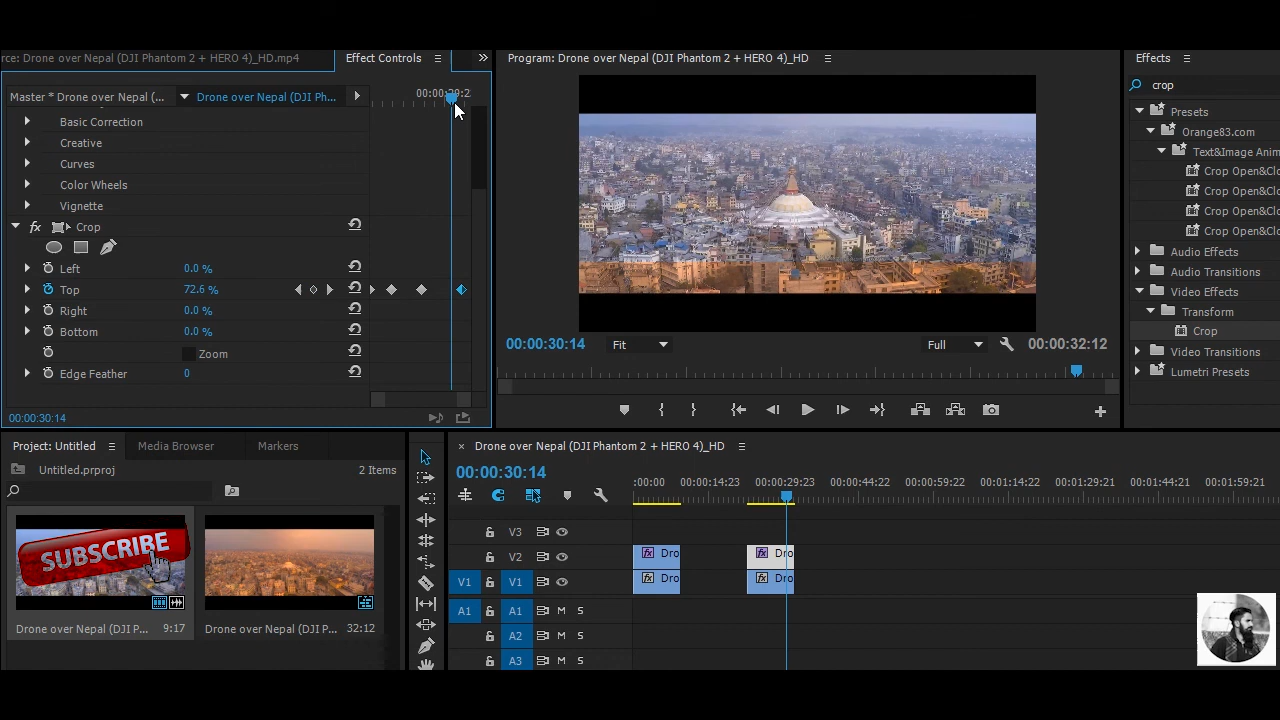 rce: Drone over Nepal (DJI Phantom 2 + HERO 4)_HD.mp4
Effect Controls
Master * Drone over Nepal (...
Drone over Nepal (DJI Ph...
Basic Correction
Creative
Curves
Color Wheels
Vignette
fx Crop
Left 0.0 %
Top 72.6 %
Right 0.0 %
Bottom 0.0 %
Zoom
Edge Feather 0
00:00:30:14
Program: Drone over Nepal (DJI Phantom 2 + HERO 4)_HD
00:00:30:14
Fit
Full
00:00:32:12
Effects
crop
Presets
Orange83.com
Text&Image Anim
Crop Open&Clo
Crop Open&Clo
Crop Open&Clo
Crop Open&Clo
Audio Effects
Audio Transitions
Video Effects
Transform
Crop
Video Transitions
Lumetri Presets
Project: Untitled
Media Browser
Markers
Untitled.prproj
2 Items
SUBSCRIBE
Drone over Nepal (DJI P...
9:17
Drone over Nepal (DJI P...
32:12
× Drone over Nepal (DJI Phantom 2 + HERO 4)_HD
00:00:30:14
:00:00 00:00:14:23 00:00:29:23 00:00:44:22 00:00:59:22 00:01:14:22 00:01:29:21 00:01:44:21 00:01:59:21
V3
V2
fx Dro
fx Dro
V1 V1
fx Dro
fx Dro
A1 A1 M S
A2 M S
A3 M S